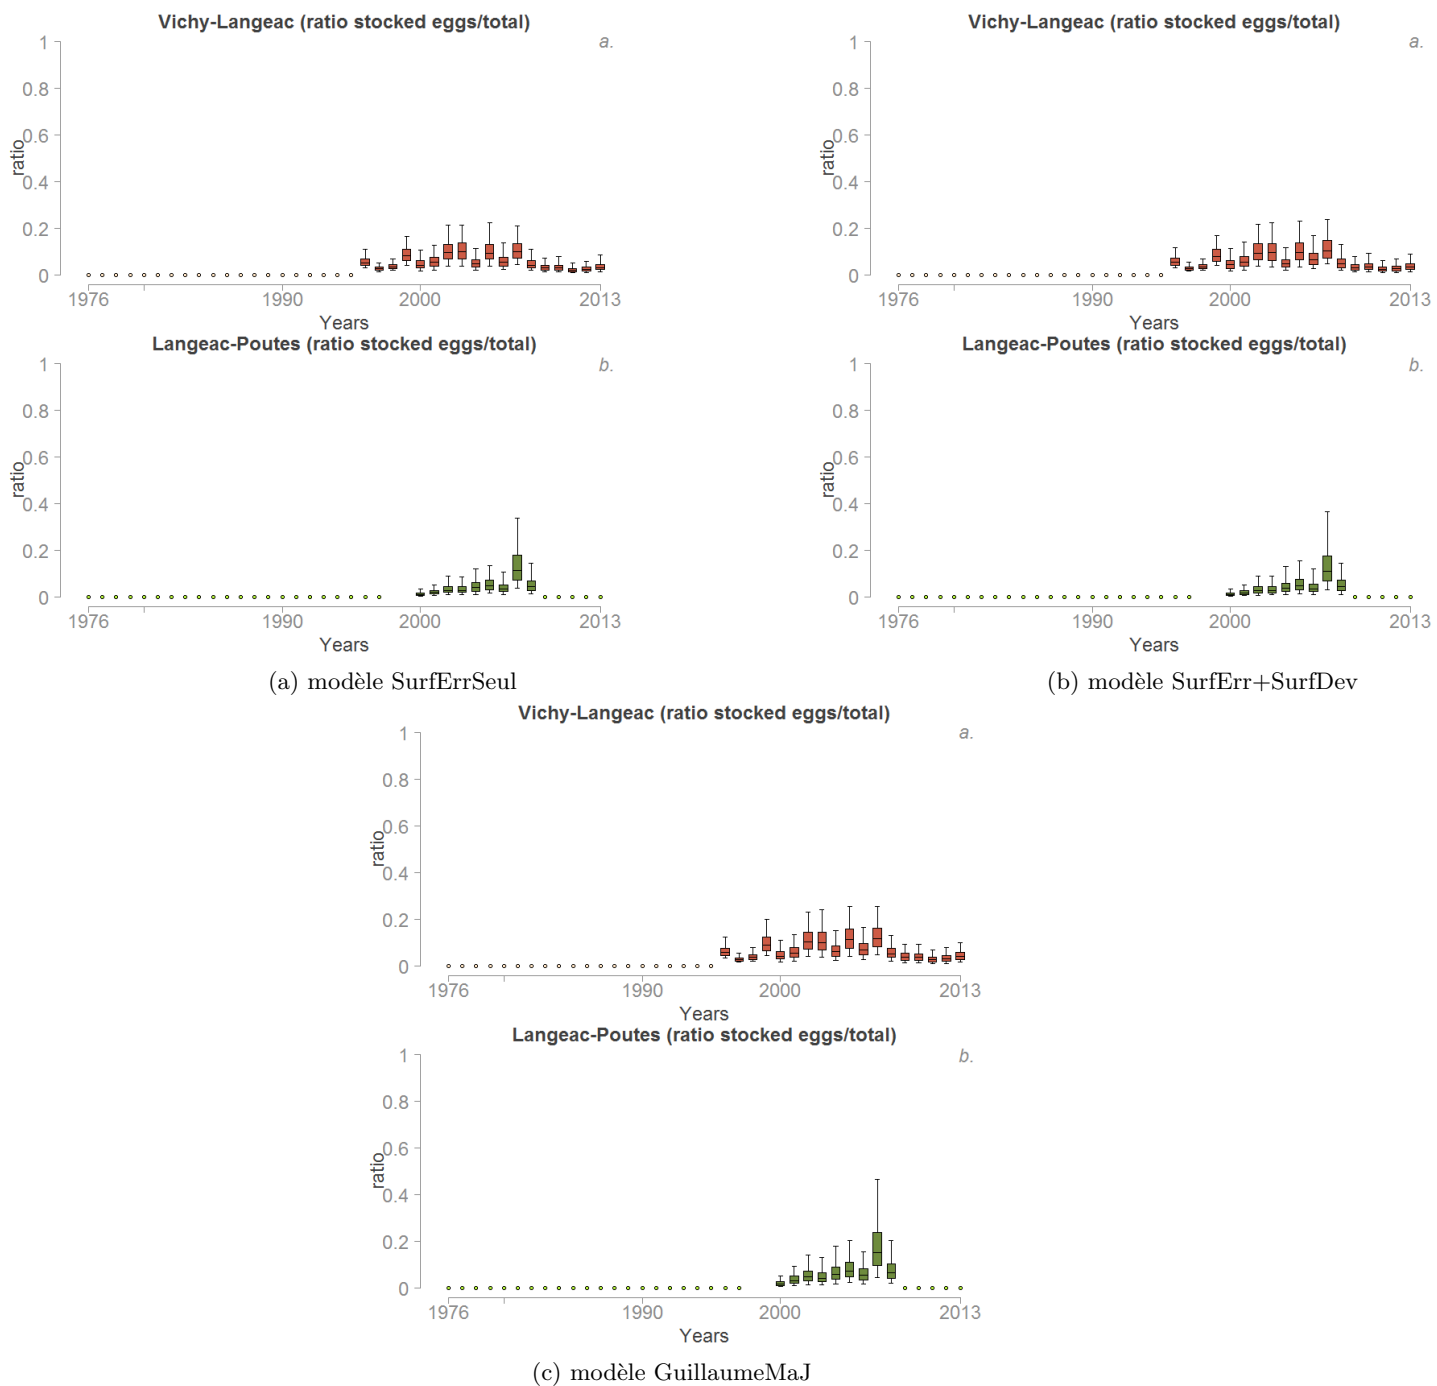 Vichy-Langeac (ratio stocked eggs/total)
a.
1
0.8
0.6
0.4
0.2
0
ratio
1976
1990
2000
2013
Years
Langeac-Poutes (ratio stocked eggs/total)
b.
1
0.8
0.6
0.4
0.2
0
ratio
1976
1990
2000
2013
Years
(a) modèle SurfErrSeul
Vichy-Langeac (ratio stocked eggs/total)
a.
1
0.8
0.6
0.4
0.2
0
ratio
1976
1990
2000
2013
Years
Langeac-Poutes (ratio stocked eggs/total)
b.
1
0.8
0.6
0.4
0.2
0
ratio
1976
1990
2000
2013
Years
(b) modèle SurfErr+SurfDev
Vichy-Langeac (ratio stocked eggs/total)
a.
1
0.8
0.6
0.4
0.2
0
ratio
1976
1990
2000
2013
Years
Langeac-Poutes (ratio stocked eggs/total)
b.
1
0.8
0.6
0.4
0.2
0
ratio
1976
1990
2000
2013
Years
(c) modèle GuillaumeMaJ